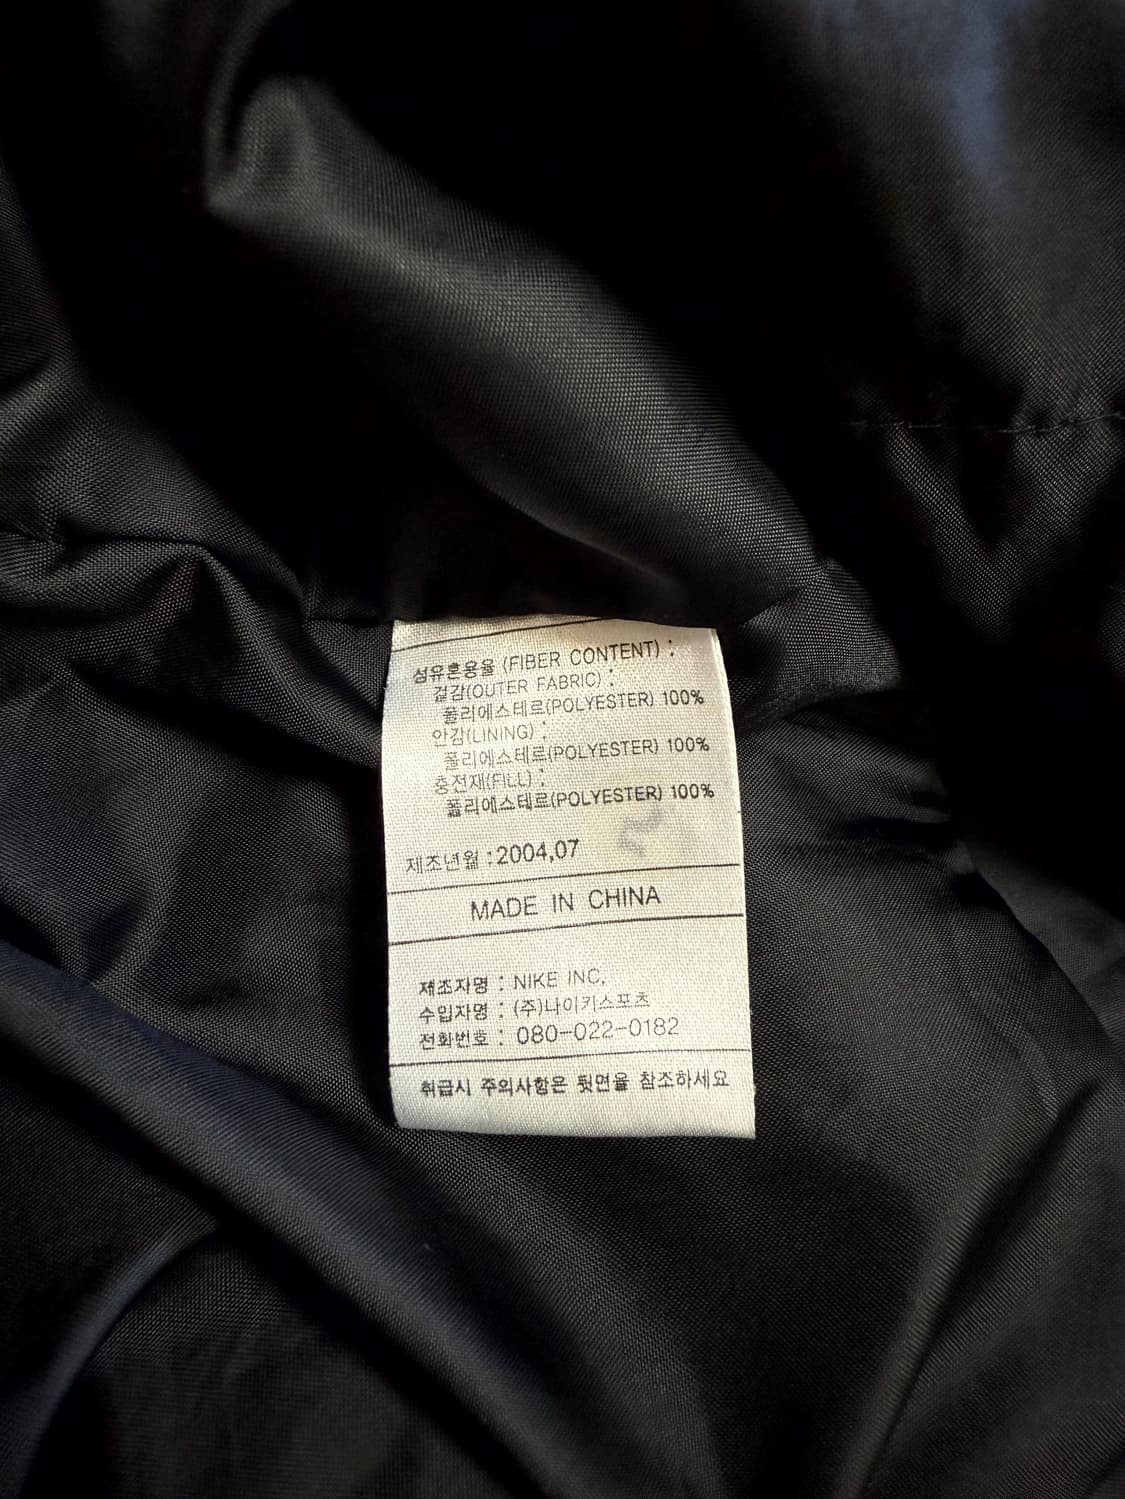 섬유혼용율 (FIBER CONTENT) :
겉감(OUTER FABRIC) :
폴리에스테르(POLYESTER) 100%
안감(LINING) :
폴리에스테르(POLYESTER) 100%
충전재(FILL) :
폴리에스테르(POLYESTER) 100%
제조년월 : 2004,07
MADE IN CHINA
제조자명 : NIKE INC,
수입자명 : (주)나이키스포츠
전화번호 : 080-022-0182
취급시 주의사항은 뒷면을 참조하세요